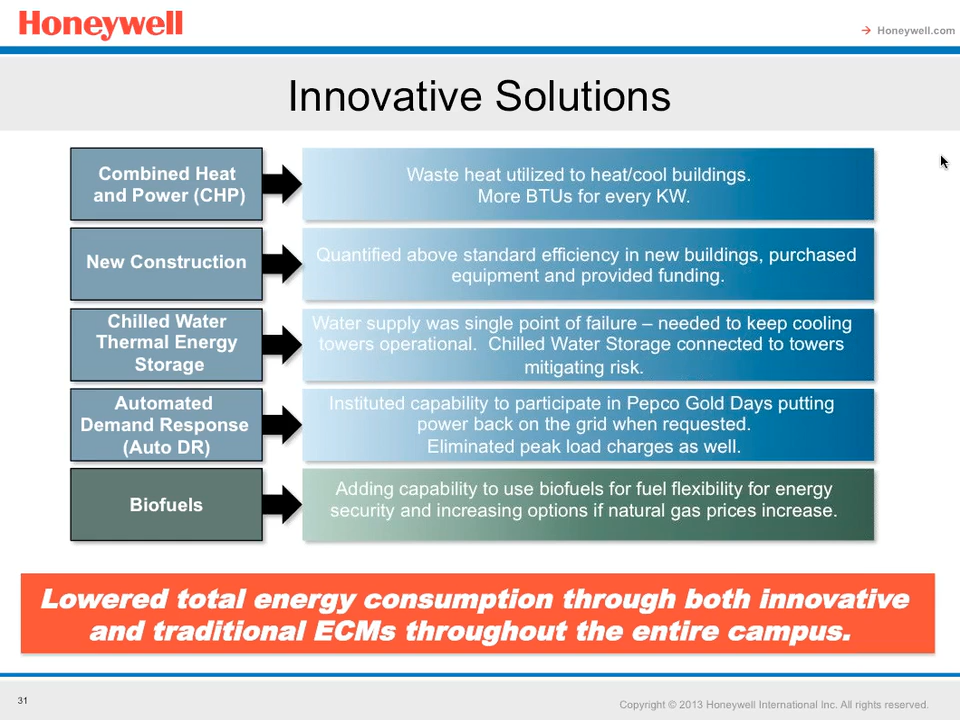 Honeywell
Honeywell.com
Innovative Solutions
Combined Heat
and Power (CHP)
Waste heat utilized to heat/cool buildings.
More BTUs for every KW.
New Construction
Quantified above standard efficiency in new buildings, purchased
equipment and provided funding.
Chilled Water
Thermal Energy
Storage
Water supply was single point of failure – needed to keep cooling
towers operational. Chilled Water Storage connected to towers
mitigating risk.
Automated
Demand Response
(Auto DR)
Instituted capability to participate in Pepco Gold Days putting
power back on the grid when requested.
Eliminated peak load charges as well.
Biofuels
Adding capability to use biofuels for fuel flexibility for energy
security and increasing options if natural gas prices increase.
Lowered total energy consumption through both innovative
and traditional ECMs throughout the entire campus.
31
Copyright © 2013 Honeywell International Inc. All rights reserved.